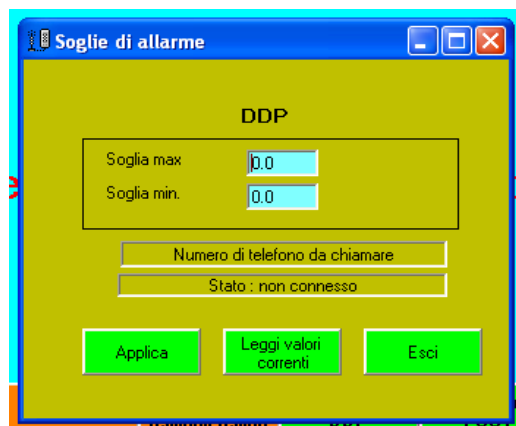 Soglie di allarme
DDP
Soglia max
0.0
Soglia min.
0.0
Numero di telefono da chiamare
Stato : non connesso
Applica
Leggi valori
correnti
Esci